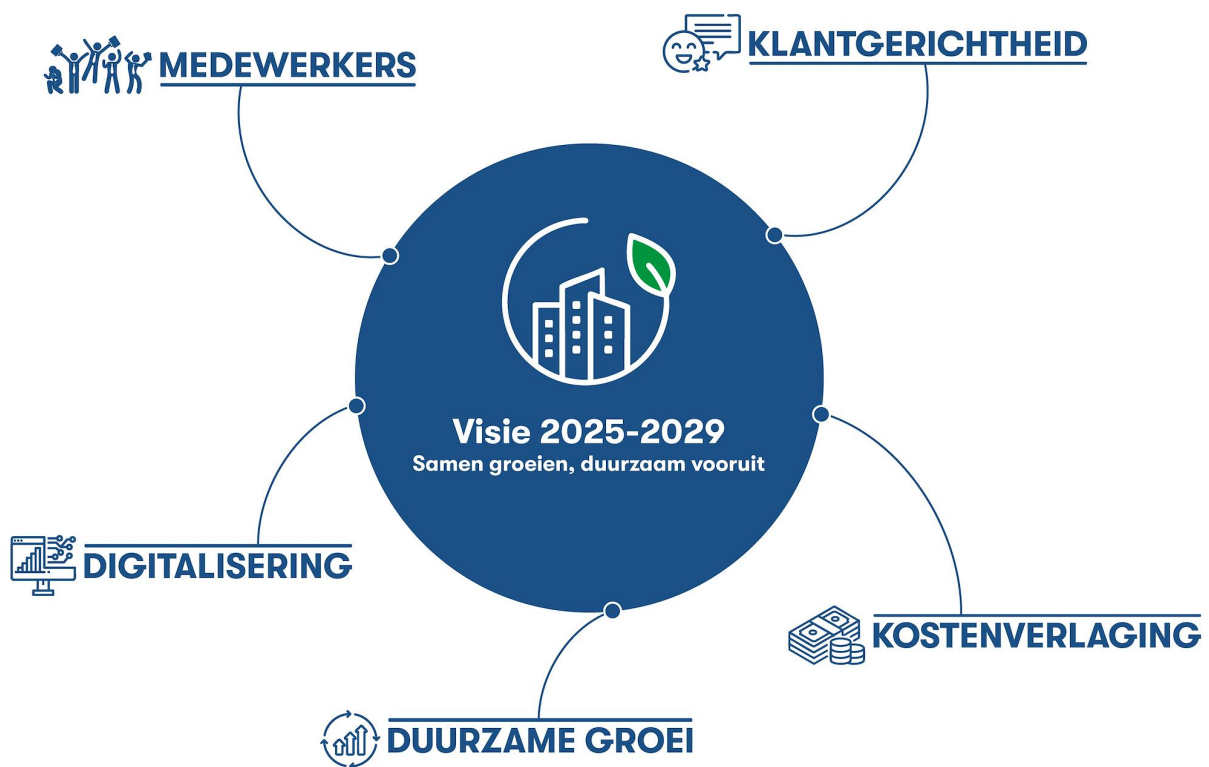 MEDEWERKERS
KLANTGERICHTHEID
Visie 2025-2029
Samen groeien, duurzaam vooruit
DIGITALISERING
KOSTENVERLAGING
DUURZAME GROEI